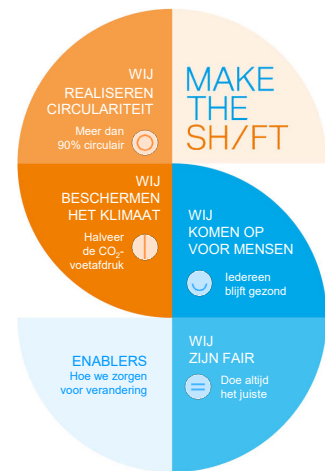 WIJ
REALISEREN
CIRCULARITEIT
Meer dan
90% circulair
MAKE
THE
SH/FT
WIJ
BESCHERMEN
HET KLIMAAT
Halveer
de CO₂-
voetafdruk
WIJ
KOMEN OP
VOOR MENSEN
Iedereen
blijft gezond
ENABLERS
Hoe we zorgen
voor verandering
WIJ
ZIJN FAIR
Doe altijd
het juiste